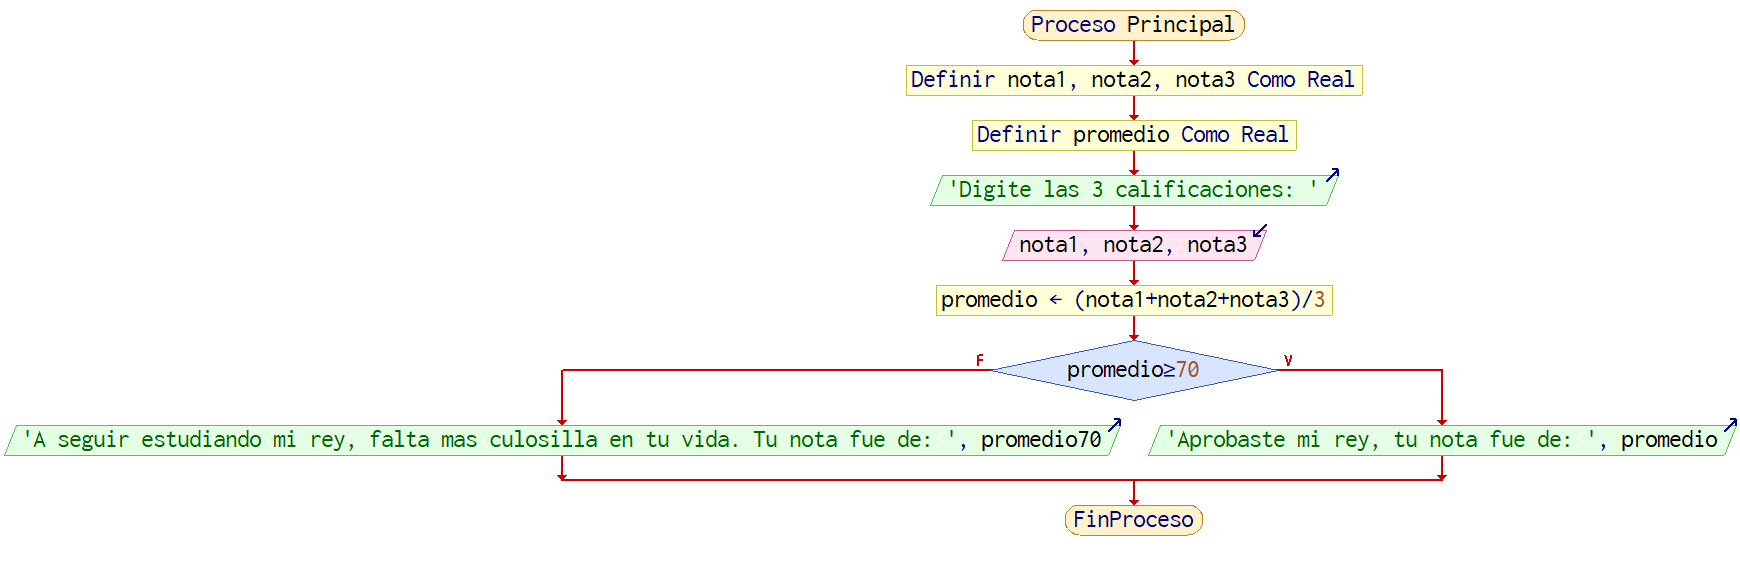 Proceso Principal
Definir nota1, nota2, nota3 Como Real
Definir promedio Como Real
'Digite las 3 calificaciones: '
nota1, nota2, nota3
promedio ← (nota1+nota2+nota3)/3
F
V
promedio≥70
'A seguir estudiando mi rey, falta mas culosilla en tu vida. Tu nota fue de: ', promedio70
'Aprobaste mi rey, tu nota fue de: ', promedio
FinProceso